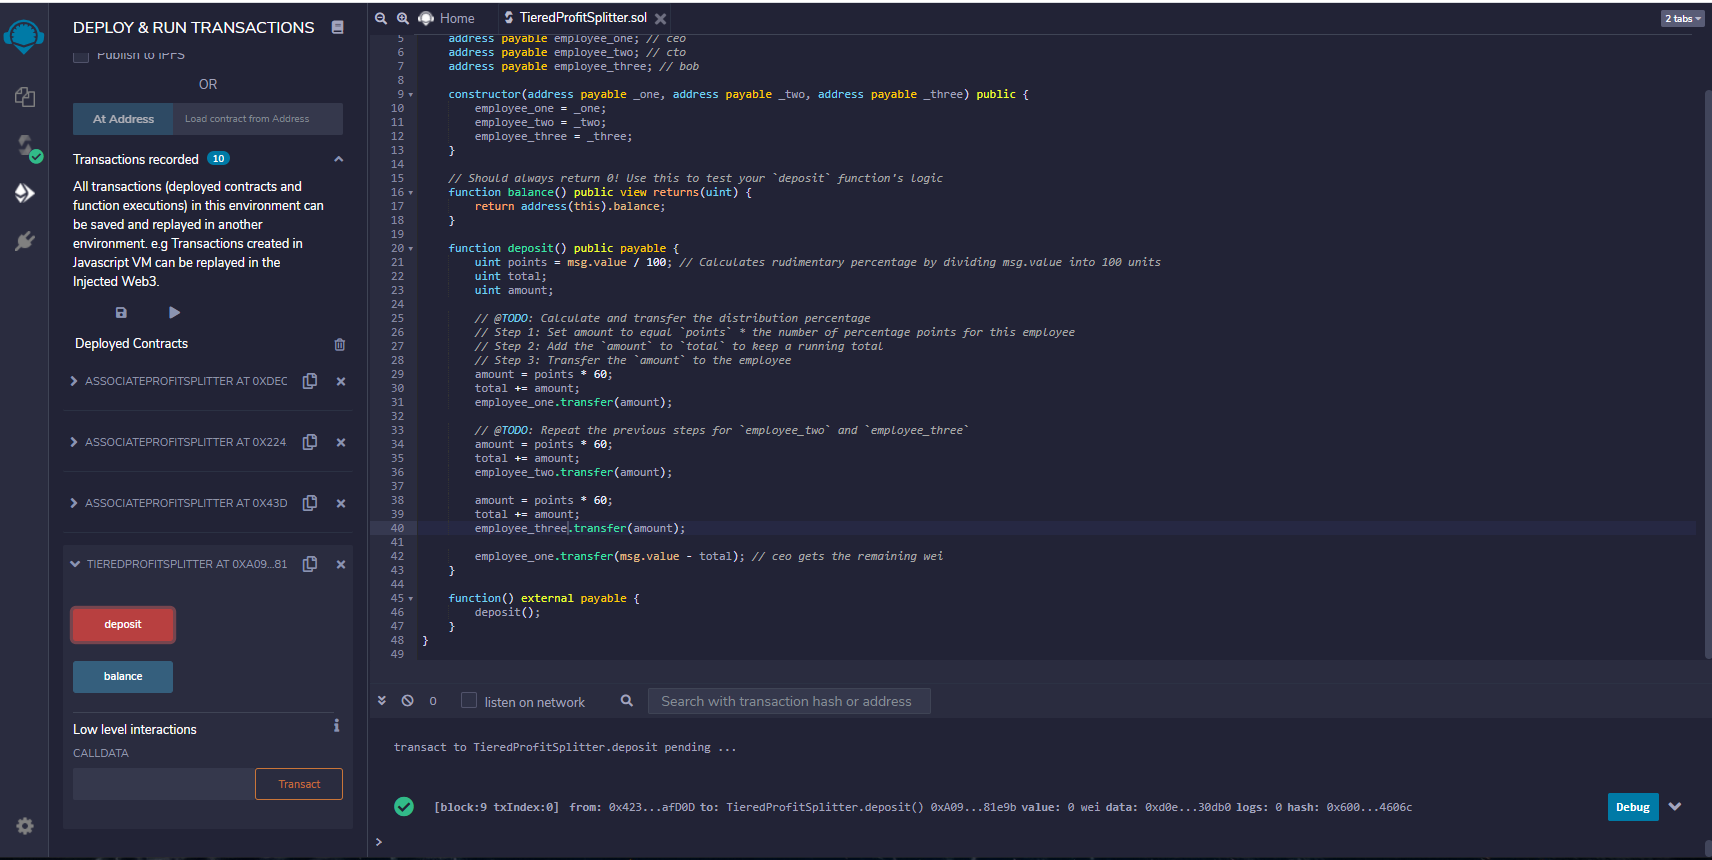 DEPLOY & RUN TRANSACTIONS
Publish to IPFS
OR
At Address
Load contract from Address
Transactions recorded 10
All transactions (deployed contracts and
function executions) in this environment can
be saved and replayed in another
environment. e.g Transactions created in
Javascript VM can be replayed in the
Injected Web3.
Deployed Contracts
ASSOCIATEPROFITSPLITTER AT 0XDEC
ASSOCIATEPROFITSPLITTER AT 0X224
ASSOCIATEPROFITSPLITTER AT 0X43D
TIEREDPROFITSPLITTER AT 0XA09...81
deposit
balance
Low level interactions
CALLDATA
Transact
Home
TieredProfitSplitter.sol
2 tabs
5 address payable employee_one; // ceo
6 address payable employee_two; // cto
7 address payable employee_three; // bob
8
9 constructor(address payable _one, address payable _two, address payable _three) public {
10 employee_one = _one;
11 employee_two = _two;
12 employee_three = _three;
13 }
14
15 // Should always return 0! Use this to test your `deposit` function's logic
16 function balance() public view returns(uint) {
17 return address(this).balance;
18 }
19
20 function deposit() public payable {
21 uint points = msg.value / 100; // Calculates rudimentary percentage by dividing msg.value into 100 units
22 uint total;
23 uint amount;
24
25 // @TODO: Calculate and transfer the distribution percentage
26 // Step 1: Set amount to equal `points` * the number of percentage points for this employee
27 // Step 2: Add the `amount` to `total` to keep a running total
28 // Step 3: Transfer the `amount` to the employee
29 amount = points * 60;
30 total += amount;
31 employee_one.transfer(amount);
32
33 // @TODO: Repeat the previous steps for `employee_two` and `employee_three`
34 amount = points * 60;
35 total += amount;
36 employee_two.transfer(amount);
37
38 amount = points * 60;
39 total += amount;
40 employee_three.transfer(amount);
41
42 employee_one.transfer(msg.value - total); // ceo gets the remaining wei
43 }
44
45 function() external payable {
46 deposit();
47 }
48 }
49
0
listen on network
Search with transaction hash or address
transact to TieredProfitSplitter.deposit pending ...
[block:9 txIndex:0] from: 0x423...afD0D to: TieredProfitSplitter.deposit() 0xA09...81e9b value: 0 wei data: 0xd0e...30db0 logs: 0 hash: 0x600...4606c
Debug
>